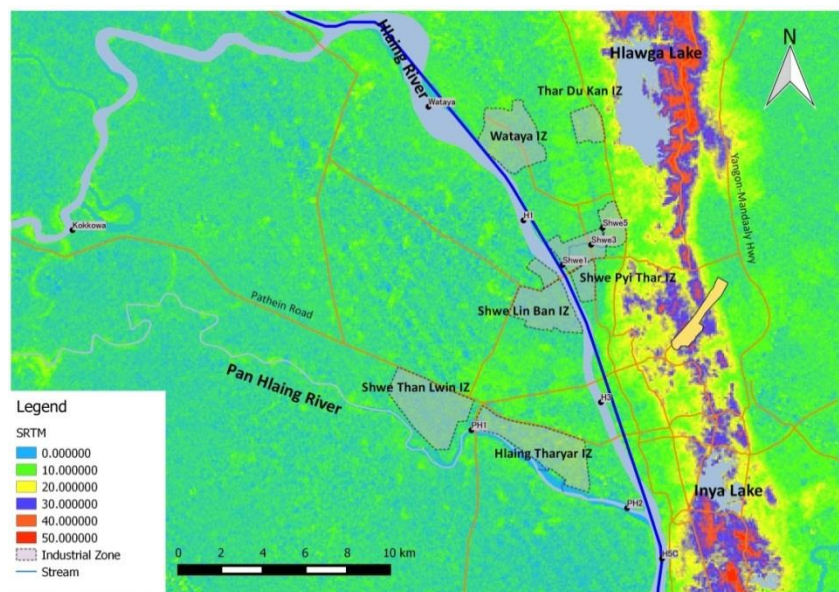 Hlawga Lake
N
Hlaing River
Thar Du Kan IZ
Wataya
Wataya IZ
Yangon-Mandaaly Hwy
Kokkowa
H1
Shwe5
Shwe3
Shwe1
Shwe Pyi Thar IZ
Pathein Road
Shwe Lin Ban IZ
Pan Hlaing River
Shwe Than Lwin IZ
H3
PH1
Hlaing Tharyar IZ
Inya Lake
PH2
H5C
Legend
SRTM
0.000000
10.000000
20.000000
30.000000
40.000000
50.000000
Industrial Zone
Stream
0 2 4 6 8 10 km